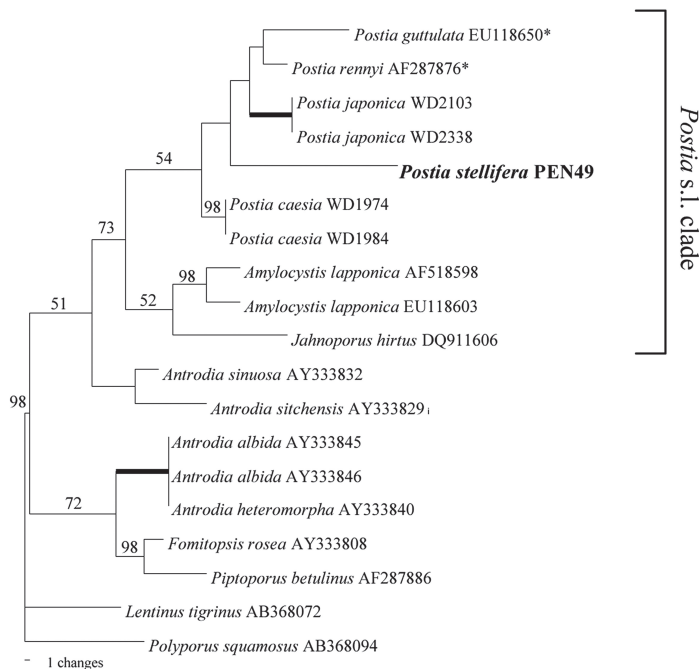 Postia guttulata EU118650*
Postia rennyi AF287876*
Postia japonica WD2103
Postia japonica WD2338
54
Postia stellifera PEN49
98
Postia caesia WD1974
Postia caesia WD1984
73
98
Amylocystis lapponica AF518598
52
Amylocystis lapponica EU118603
51
Jahnoporus hirtus DQ911606
Antrodia sinuosa AY333832
98
Antrodia sitchensis AY333829
Antrodia albida AY333845
Antrodia albida AY333846
72
Antrodia heteromorpha AY333840
98
Fomitopsis rosea AY333808
Piptoporus betulinus AF287886
Lentinus tigrinus AB368072
Polyporus squamosus AB368094
1 changes
Postia s.l. clade